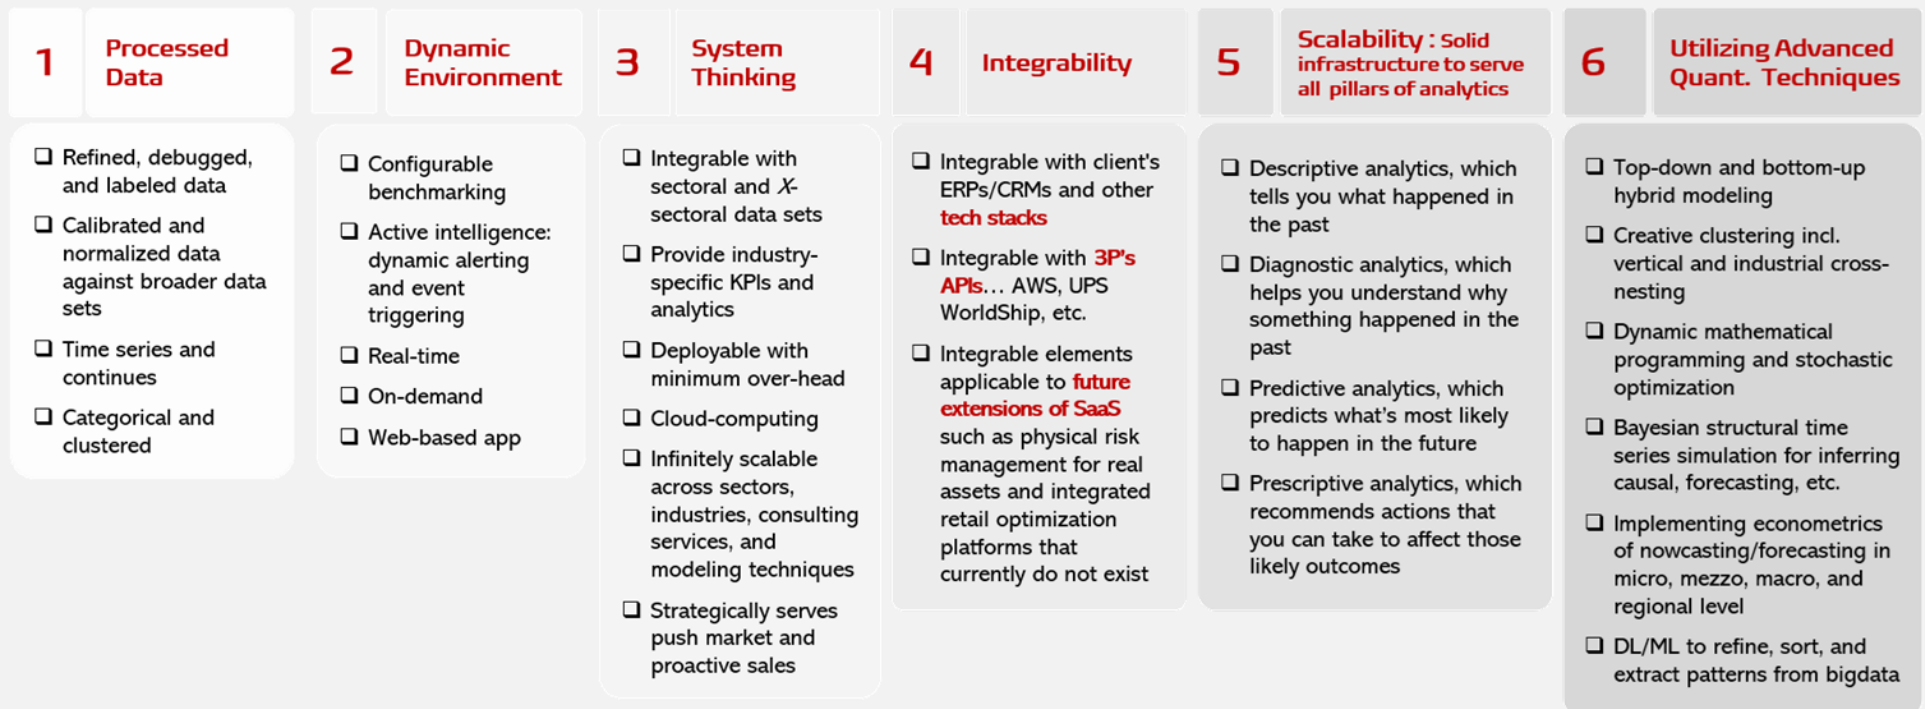 1
Processed
Data
Refined, debugged,
and labeled data
Calibrated and
normalized data
against broader data
sets
Time series and
continues
Categorical and
clustered
2
Dynamic
Environment
Configurable
benchmarking
Active intelligence:
dynamic alerting
and event
triggering
Real-time
On-demand
Web-based app
3
System
Thinking
Integrable with
sectoral and X-
sectoral data sets
Provide industry-
specific KPIs and
analytics
Deployable with
minimum over-head
Cloud-computing
Infinitely scalable
across sectors,
industries, consulting
services, and
modeling techniques
Strategically serves
push market and
proactive sales
4
Integrability
Integrable with client's
ERPs/CRMs and other
tech stacks
Integrable with 3P's
APIs... AWS, UPS
WorldShip, etc.
Integrable elements
applicable to future
extensions of SaaS
such as physical risk
management for real
assets and integrated
retail optimization
platforms that
currently do not exist
5
Scalability : Solid
infrastructure to serve
all pillars of analytics
Descriptive analytics, which
tells you what happened in
the past
Diagnostic analytics, which
helps you understand why
something happened in the
past
Predictive analytics, which
predicts what's most likely
to happen in the future
Prescriptive analytics, which
recommends actions that
you can take to affect those
likely outcomes
6
Utilizing Advanced
Quant. Techniques
Top-down and bottom-up
hybrid modeling
Creative clustering incl.
vertical and industrial cross-
nesting
Dynamic mathematical
programming and stochastic
optimization
Bayesian structural time
series simulation for inferring
causal, forecasting, etc.
Implementing econometrics
of nowcasting/forecasting in
micro, mezzo, macro, and
regional level
DL/ML to refine, sort, and
extract patterns from bigdata